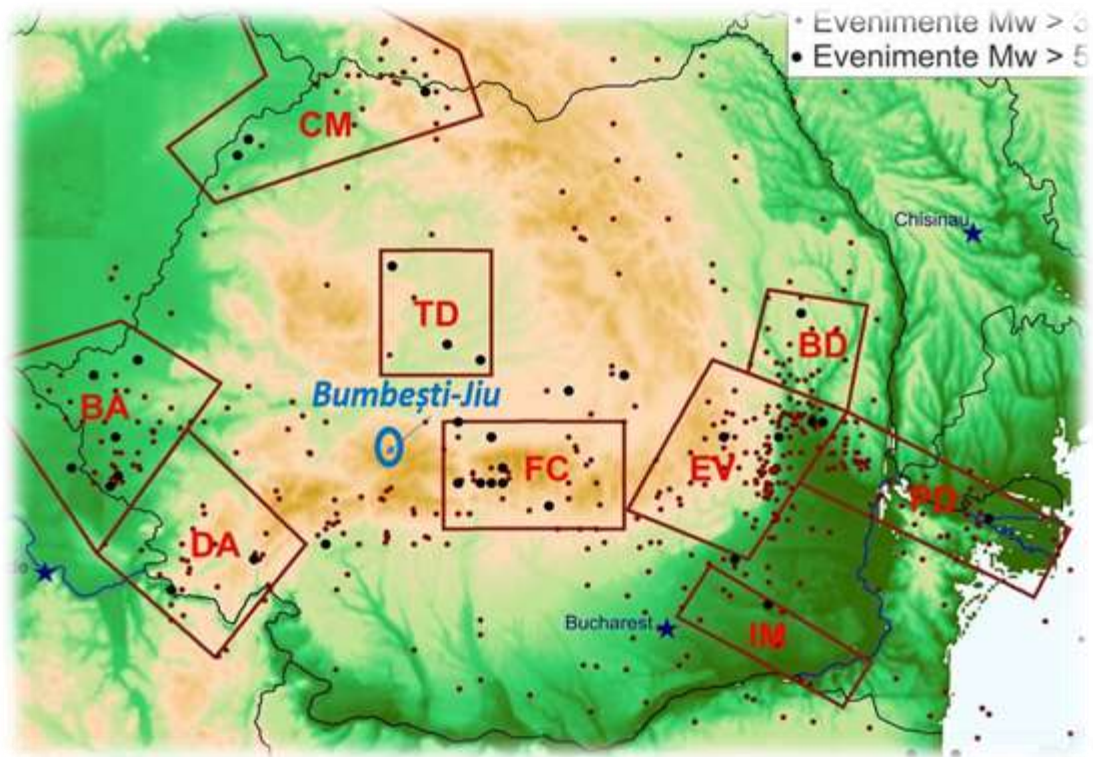 • Evenimente Mw > 3
• Evenimente Mw > 5
CM
Chisinau
TD
BD
Bumbești-Jiu
BA
FC
EV
PD
DA
Bucharest
IM